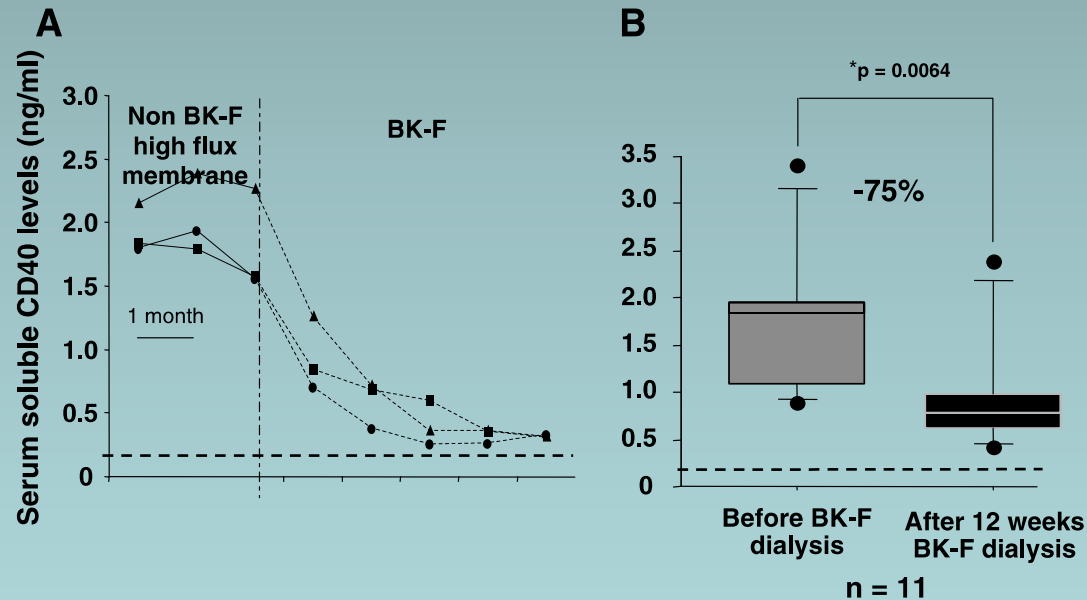 A
Serum soluble CD40 levels (ng/ml)
3.0
2.5
2.0
1.5
1.0
0.5
0
Non BK-F
high flux
membrane
BK-F
1 month
B
*p = 0.0064
-75%
3.5
3.0
2.5
2.0
1.5
1.0
0.5
0
Before BK-F
dialysis
After 12 weeks
BK-F dialysis
n = 11